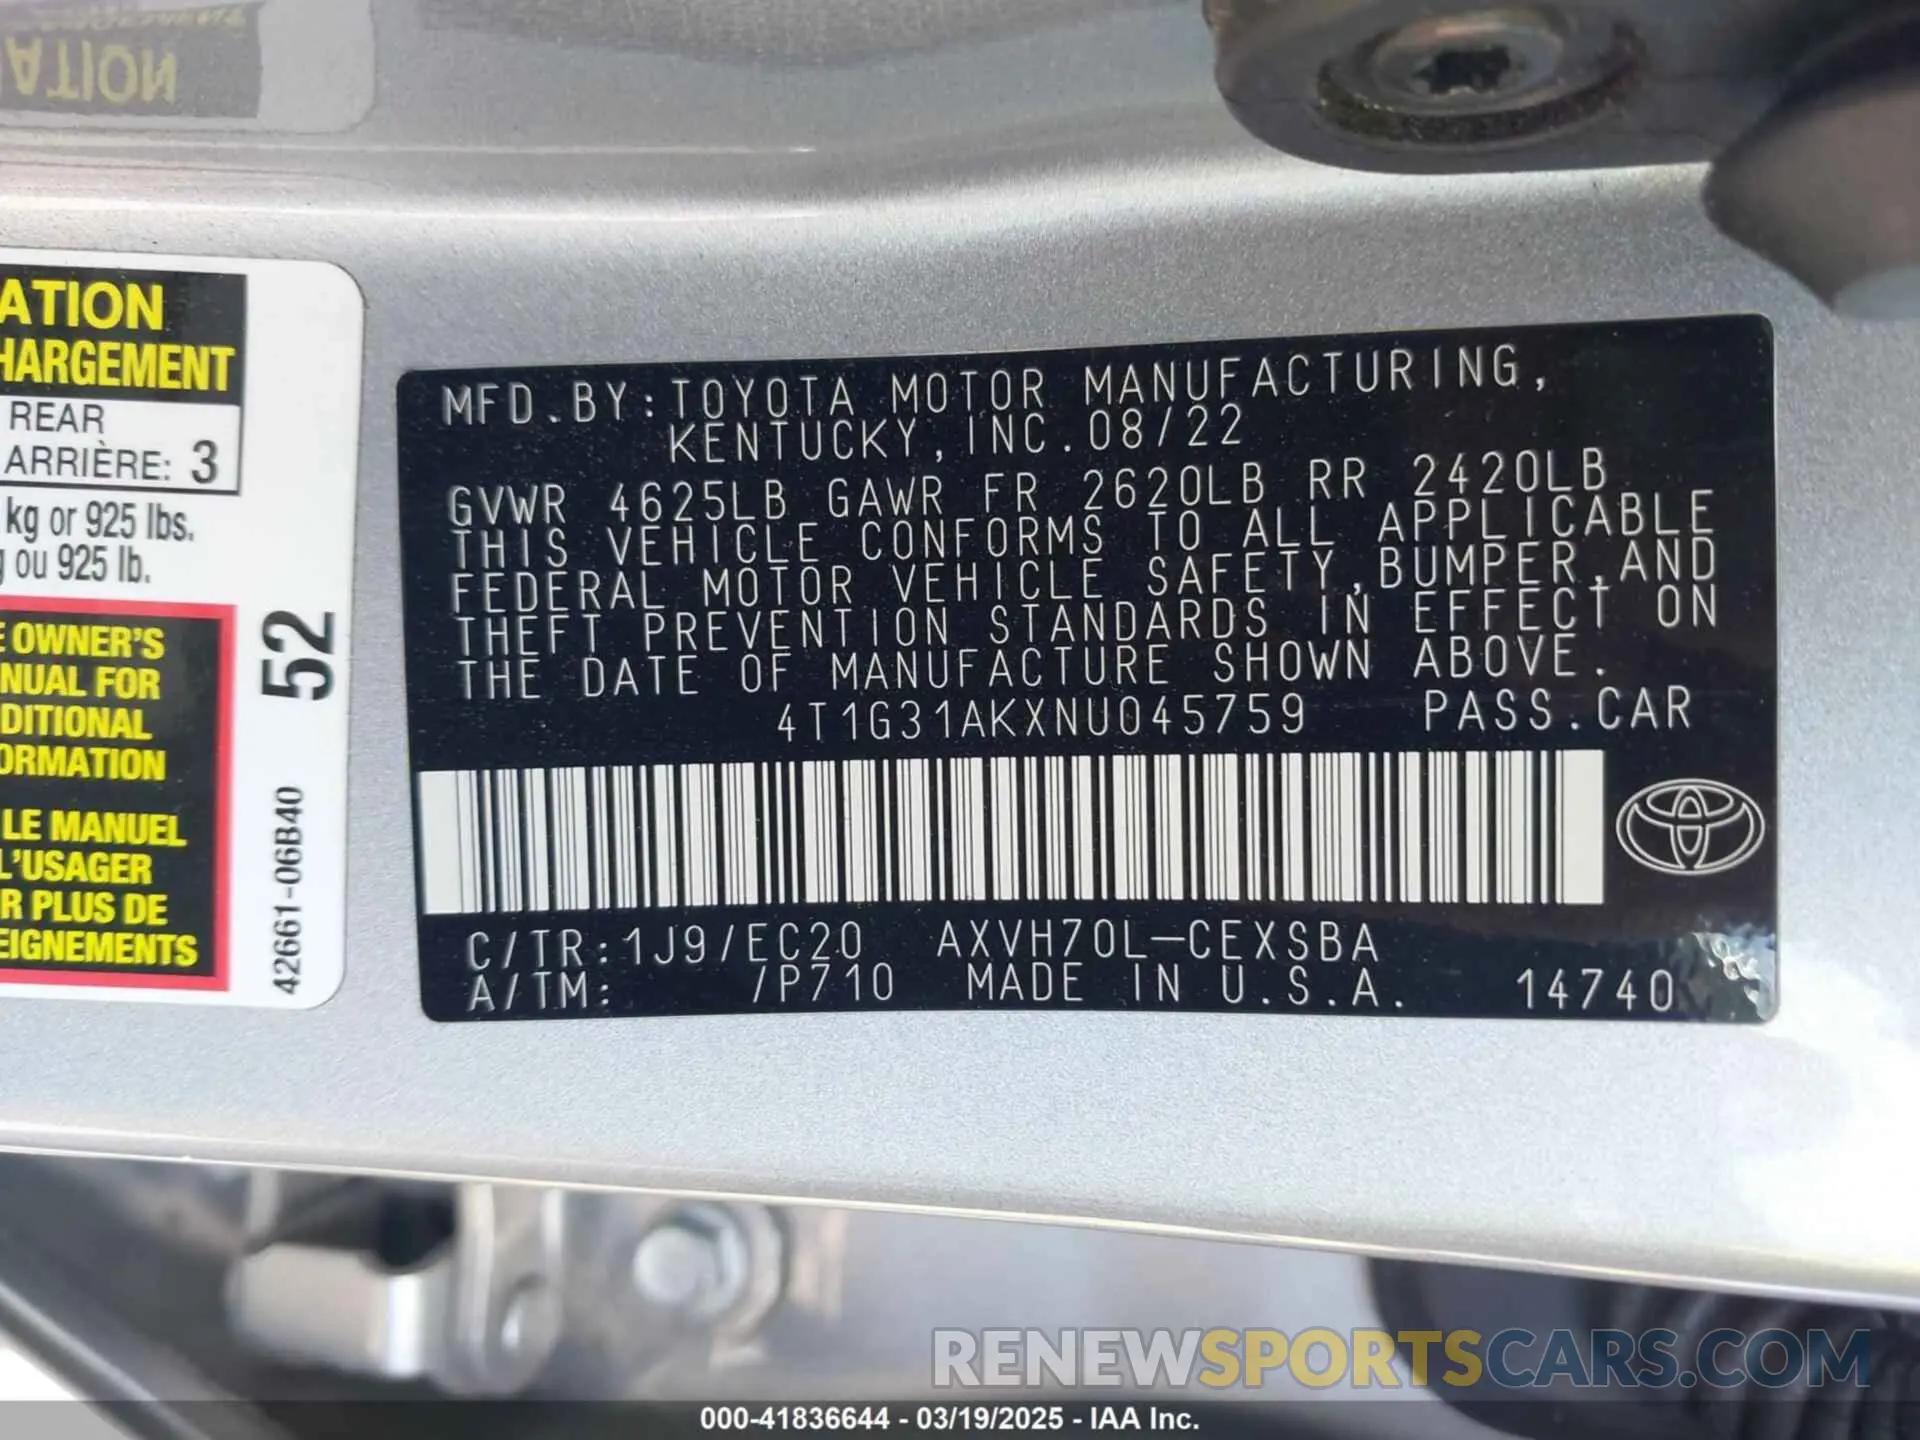 ATION
HARGEMENT
REAR
ARRIÈRE: 3
kg or 925 lbs.
ou 925 lb.
OWNER'S
NUAL FOR
DITIONAL
ORMATION
LE MANUEL
L'USAGER
R PLUS DE
EIGNEMENTS
52
42661-06B40
MFD.BY:TOYOTA MOTOR MANUFACTURING,
KENTUCKY,INC.08/22
GVWR 4625LB GAWR FR 2620LB RR 2420LB
THIS VEHICLE CONFORMS TO ALL APPLICABLE
FEDERAL MOTOR VEHICLE SAFETY,BUMPER,AND
THEFT PREVENTION STANDARDS IN EFFECT ON
THE DATE OF MANUFACTURE SHOWN ABOVE.
4T1G31AKXNU045759 PASS.CAR
C/TR:1J9/EC20 AXVH70L-CEXSBA
A/TM: /P710 MADE IN U.S.A. 14740
RENEWSPORTSCARS.COM
000-41836644 - 03/19/2025 - IAA Inc.